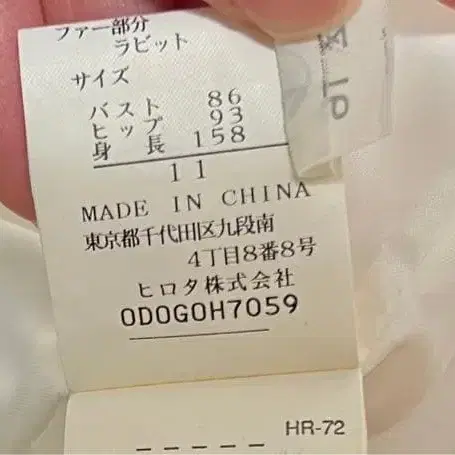 ファー部分
ラビット
サイズ
バスト 86
ヒップ 93
身長 158
11
MADE IN CHINA
東京都千代田区九段南
4丁目8番8号
ヒロタ株式会社
ODOGOH7059
HR-72
-----